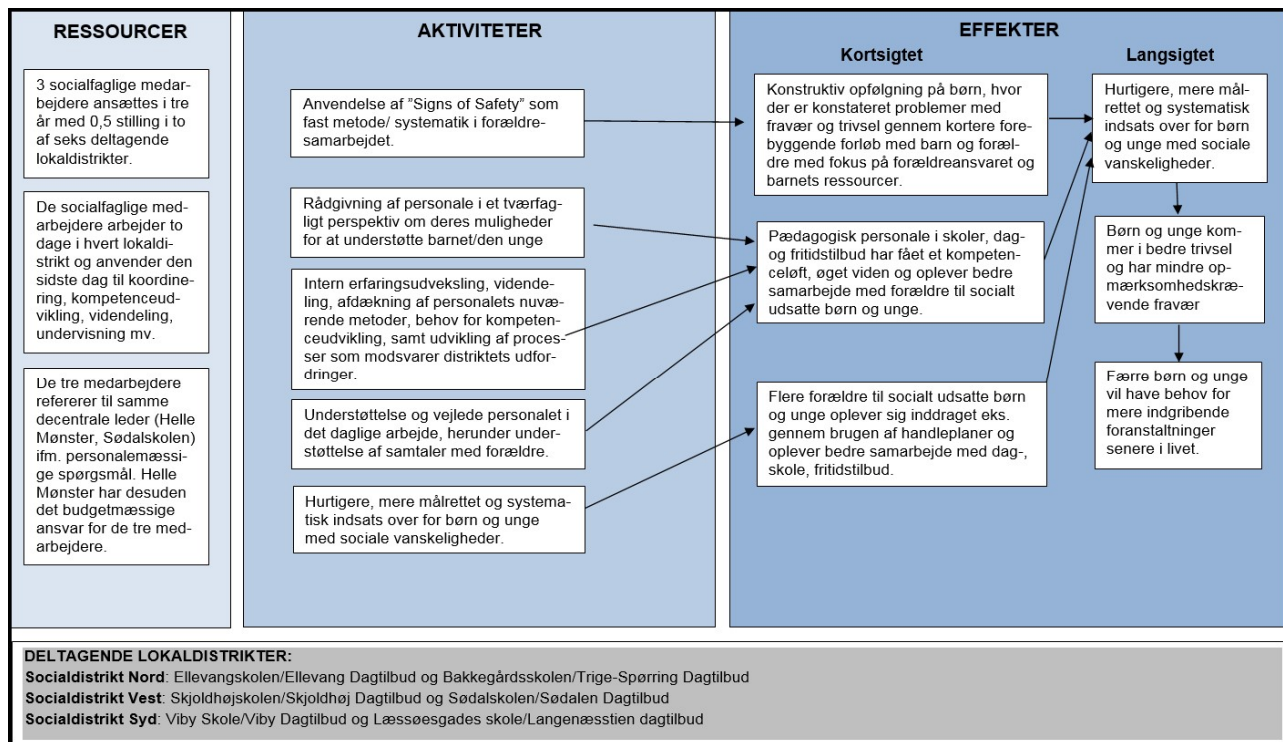 RESSOURCER
3 socialfaglige medar-
bejdere ansættes i tre
år med 0,5 stilling i to
af seks deltagende
lokaldistrikter.
De socialfaglige med-
arbejdere arbejder to
dage i hvert lokaldi-
strikt og anvender den
sidste dag til koordine-
ring, kompetenceud-
vikling, videndeling,
undervisning mv.
De tre medarbejdere
refererer til samme
decentrale leder (Helle
Mønster, Sødalskolen)
ifm. personalemæssi-
ge spørgsmål. Helle
Mønster har desuden
det budgetmæssige
ansvar for de tre med-
arbejdere.
AKTIVITETER
Anvendelse af ”Signs of Safety” som
fast metode/ systematik i forældre-
samarbejdet.
Rådgivning af personale i et tværfag-
ligt perspektiv om deres muligheder
for at understøtte barnet/den unge
Intern erfaringsudveksling, vidende-
ling, afdækning af personalets nuvæ-
rende metoder, behov for kompeten-
ceudvikling, samt udvikling af proces-
ser som modsvarer distriktets udfor-
dringer.
Understøttelse og vejlede personalet i
det daglige arbejde, herunder under-
støttelse af samtaler med forældre.
Hurtigere, mere målrettet og systema-
tisk indsats over for børn og unge
med sociale vanskeligheder.
EFFEKTER
Kortsigtet
Konstruktiv opfølgning på børn, hvor
der er konstateret problemer med
fravær og trivsel gennem kortere fore-
byggende forløb med barn og foræl-
dre med fokus på forældreansvaret og
barnets ressourcer.
Pædagogisk personale i skoler, dag-
og fritidstilbud har fået et kompeten-
celøft, øget viden og oplever bedre
samarbejde med forældre til socialt
udsatte børn og unge.
Flere forældre til socialt udsatte børn
og unge oplever sig inddraget eks.
gennem brugen af handleplaner og
oplever bedre samarbejde med dag-,
skole, fritidstilbud.
Langsigtet
Hurtigere, mere mål-
rettet og systematisk
indsats over for børn
og unge med sociale
vanskeligheder.
Børn og unge kom-
mer i bedre trivsel
og har mindre op-
mærksomhedskræ-
vende fravær
Færre børn og unge
vil have behov for
mere indgribende
foranstaltninger
senere i livet.
DELTAGENDE LOKALDISTRIKTER:
Socialdistrikt Nord: Ellevangskolen/Ellevang Dagtilbud og Bakkegårdsskolen/Trige-Spørring Dagtilbud
Socialdistrikt Vest: Skjoldhøjskolen/Skjoldhøj Dagtilbud og Sødalskolen/Sødalen Dagtilbud
Socialdistrikt Syd: Viby Skole/Viby Dagtilbud og Læssøesgades skole/Langenæsstien dagtilbud